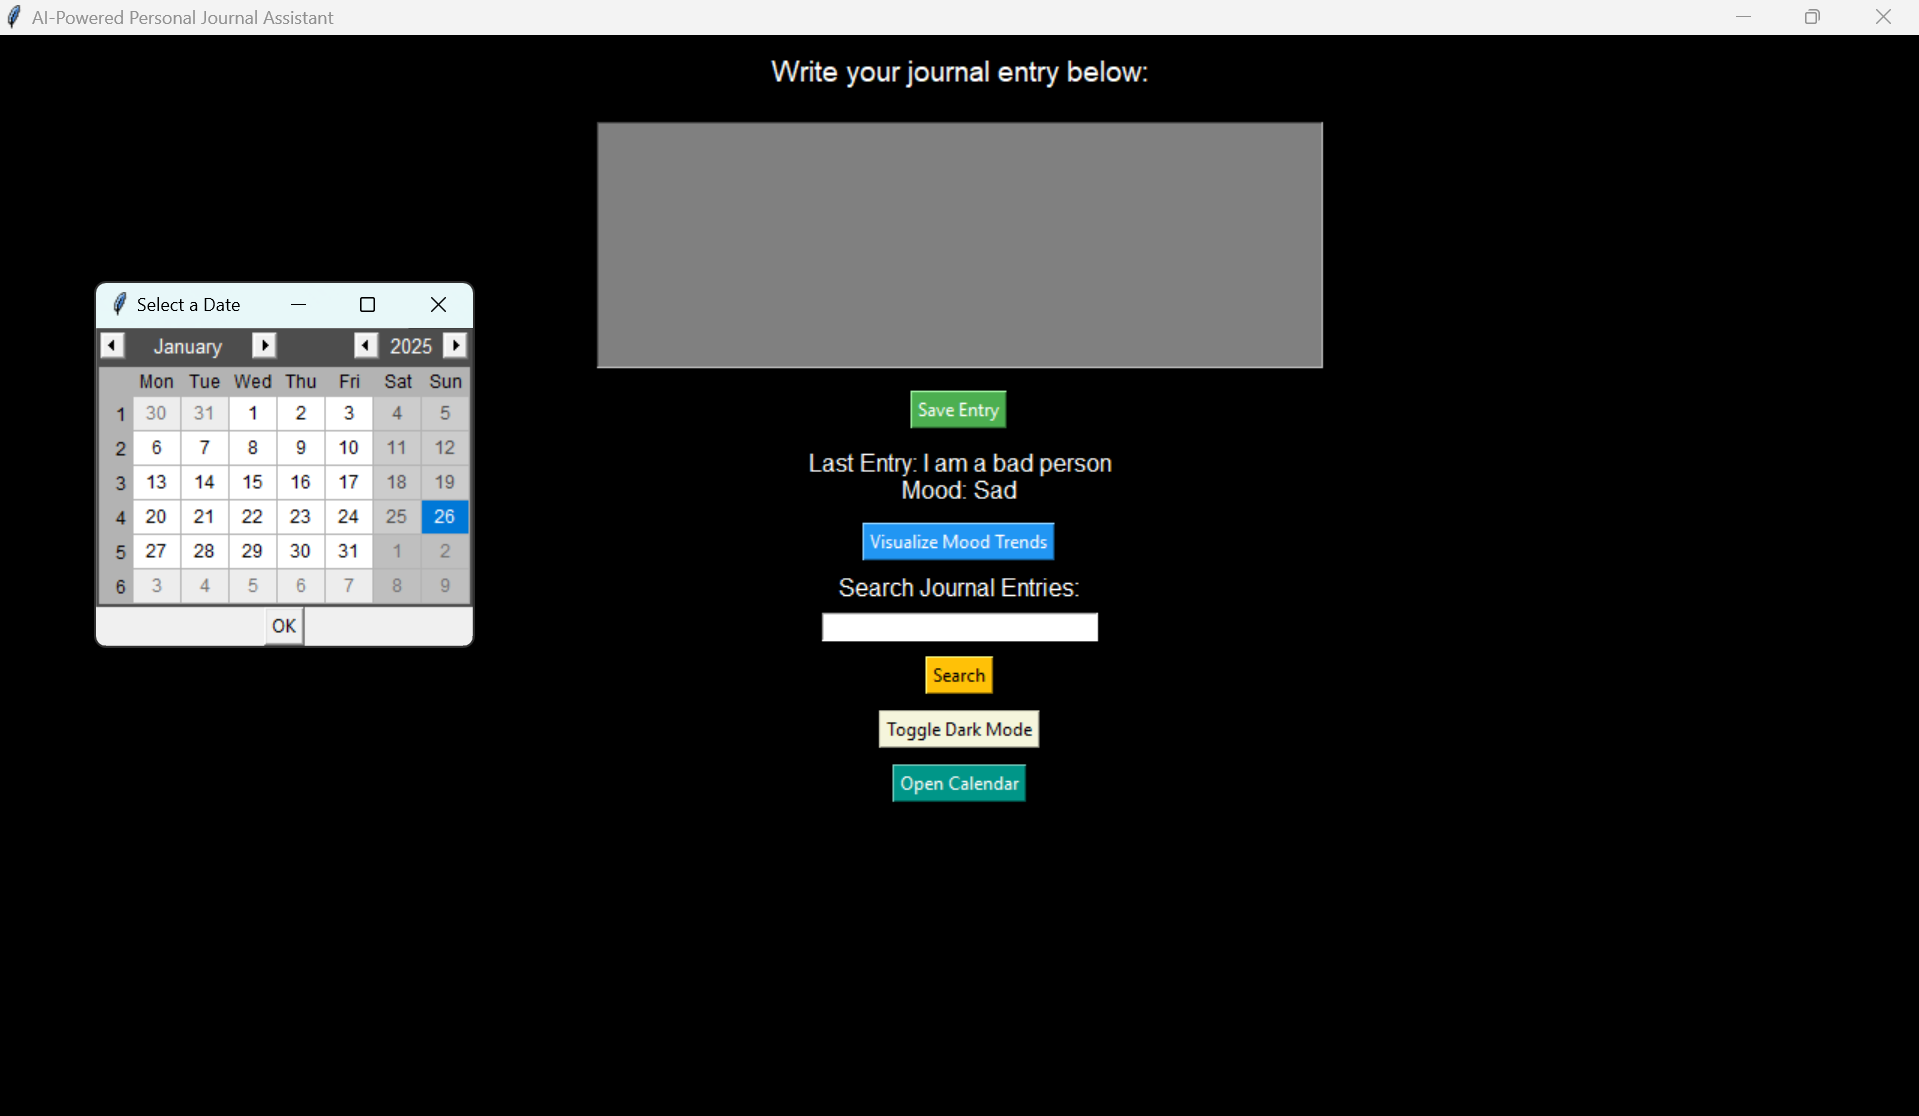 AI-Powered Personal Journal Assistant
Write your journal entry below:
Save Entry
Last Entry: I am a bad person
Mood: Sad
Visualize Mood Trends
Search Journal Entries:
Search
Toggle Dark Mode
Open Calendar
Select a Date
January 2025
Mon Tue Wed Thu Fri Sat Sun
1 30 31 1 2 3 4 5
2 6 7 8 9 10 11 12
3 13 14 15 16 17 18 19
4 20 21 22 23 24 25 26
5 27 28 29 30 31 1 2
6 3 4 5 6 7 8 9
OK